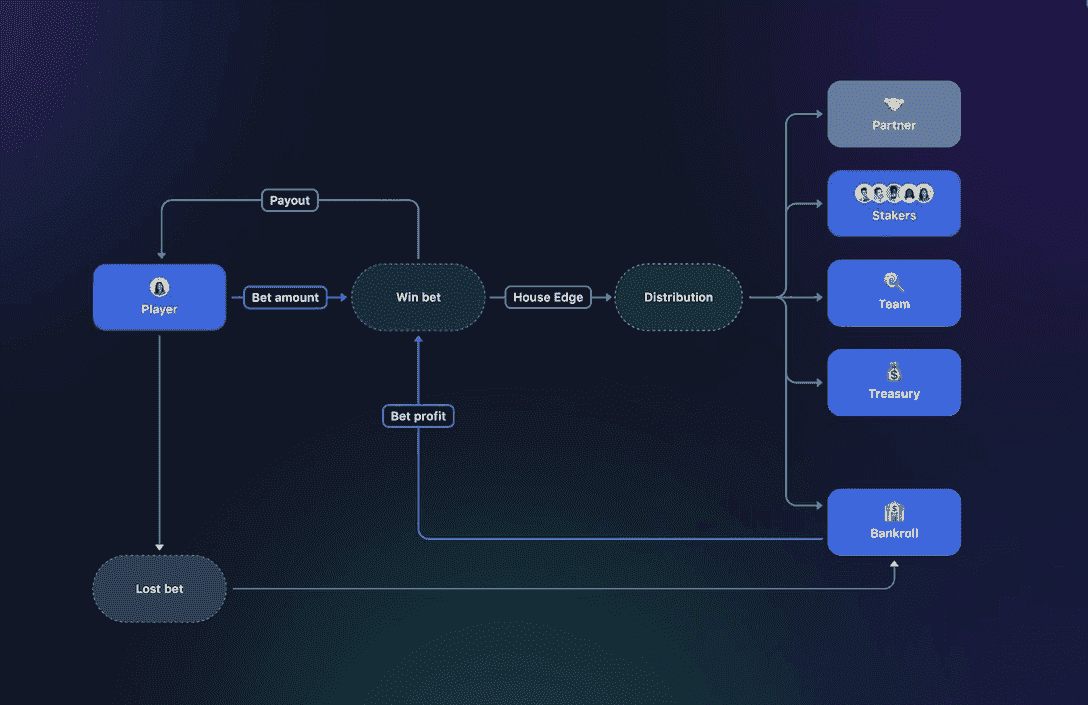 Partner
Stakers
Payout
Player
Bet amount
Win bet
House Edge
Distribution
Team
Treasury
Bet profit
Bankroll
Lost bet